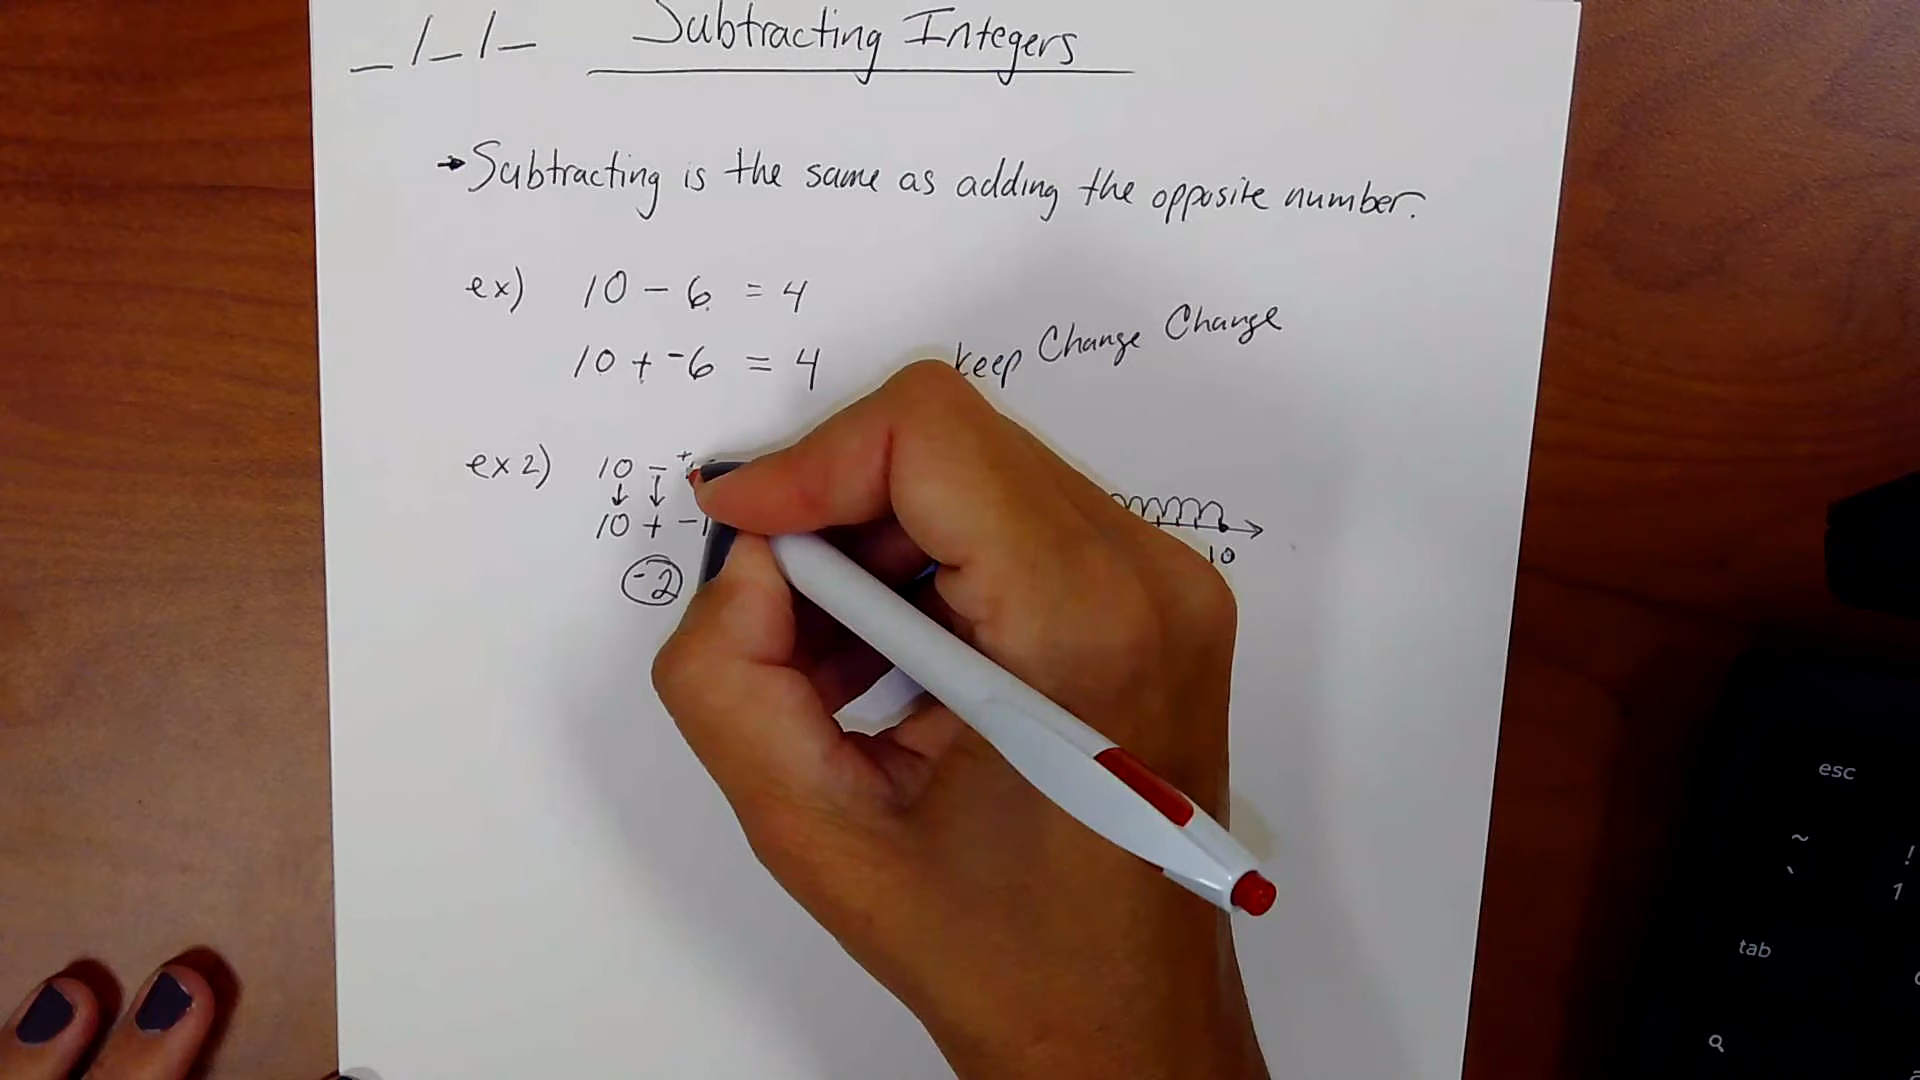 _ / _ / _ Subtracting Integers
→ Subtracting is the same as adding the opposite number.
ex) 10 - 6 = 4
10 + -6 = 4
Keep Change Change
ex 2) 10 - +
↓ ↓
10 + -1
10
-2
esc
~ !
` 1
tab